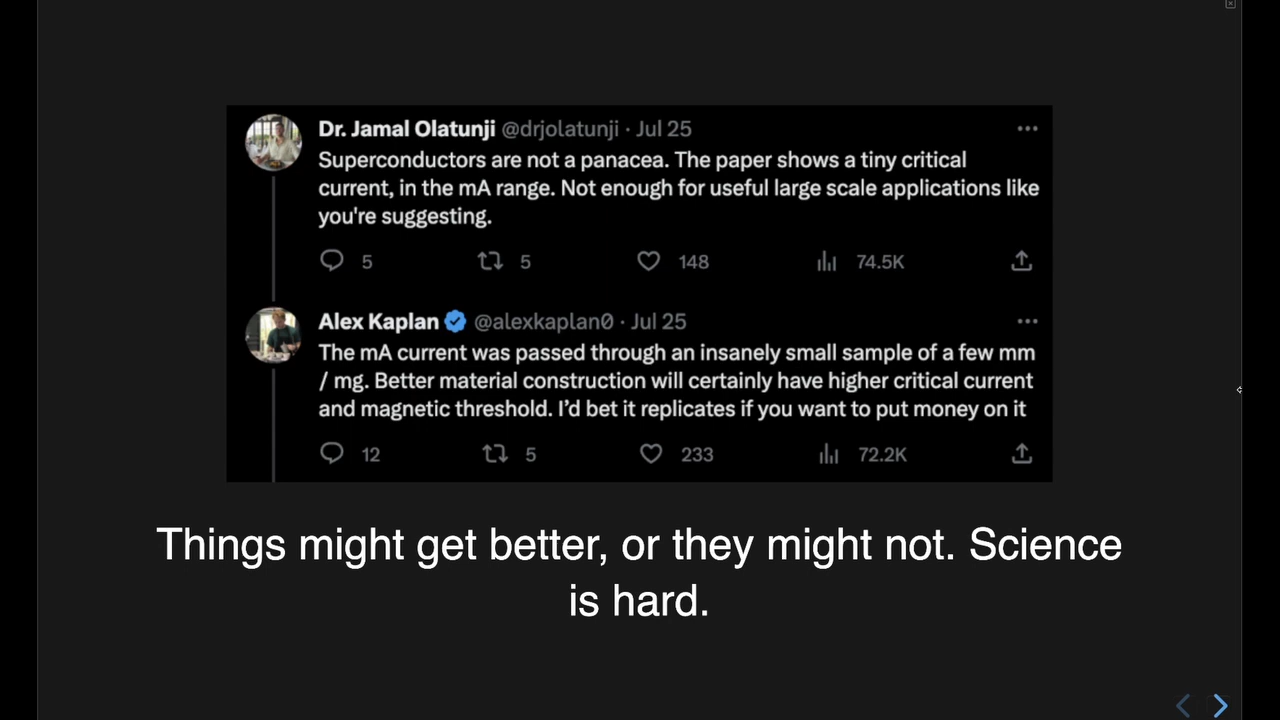 Dr. Jamal Olatunji @drjolatunji · Jul 25
Superconductors are not a panacea. The paper shows a tiny critical
current, in the mA range. Not enough for useful large scale applications like
you're suggesting.
5 5 148 74.5K
Alex Kaplan @alexkaplan0 · Jul 25
The mA current was passed through an insanely small sample of a few mm
/ mg. Better material construction will certainly have higher critical current
and magnetic threshold. I’d bet it replicates if you want to put money on it
12 5 233 72.2K
Things might get better, or they might not. Science
is hard.